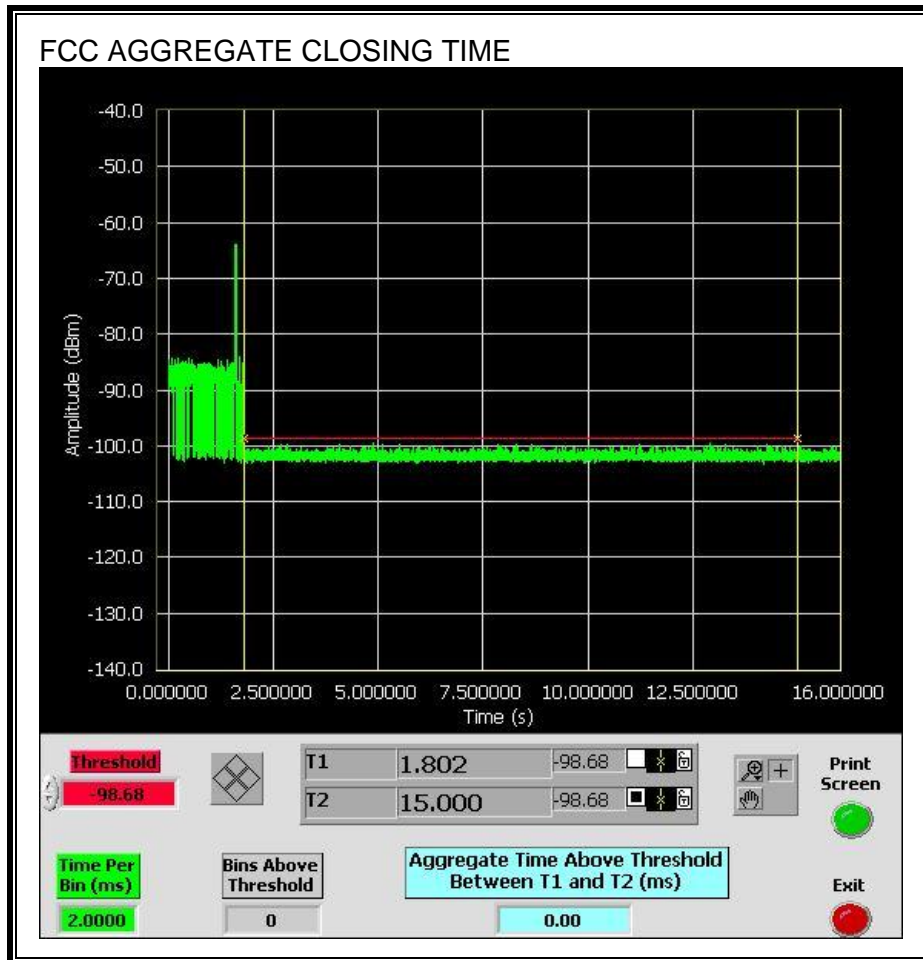 FCC AGGREGATE CLOSING TIME
-40.0
-50.0
-60.0
-70.0
-80.0
-90.0
-100.0
-110.0
-120.0
-130.0
-140.0
Amplitude (dBm)
0.000000 2.500000 5.000000 7.500000 10.000000 12.500000 16.000000
Time (s)
Threshold
-98.68
T1 1.802 -98.68
T2 15.000 -98.68
Print
Screen
Time Per
Bin (ms)
2.0000
Bins Above
Threshold
0
Aggregate Time Above Threshold
Between T1 and T2 (ms)
0.00
Exit